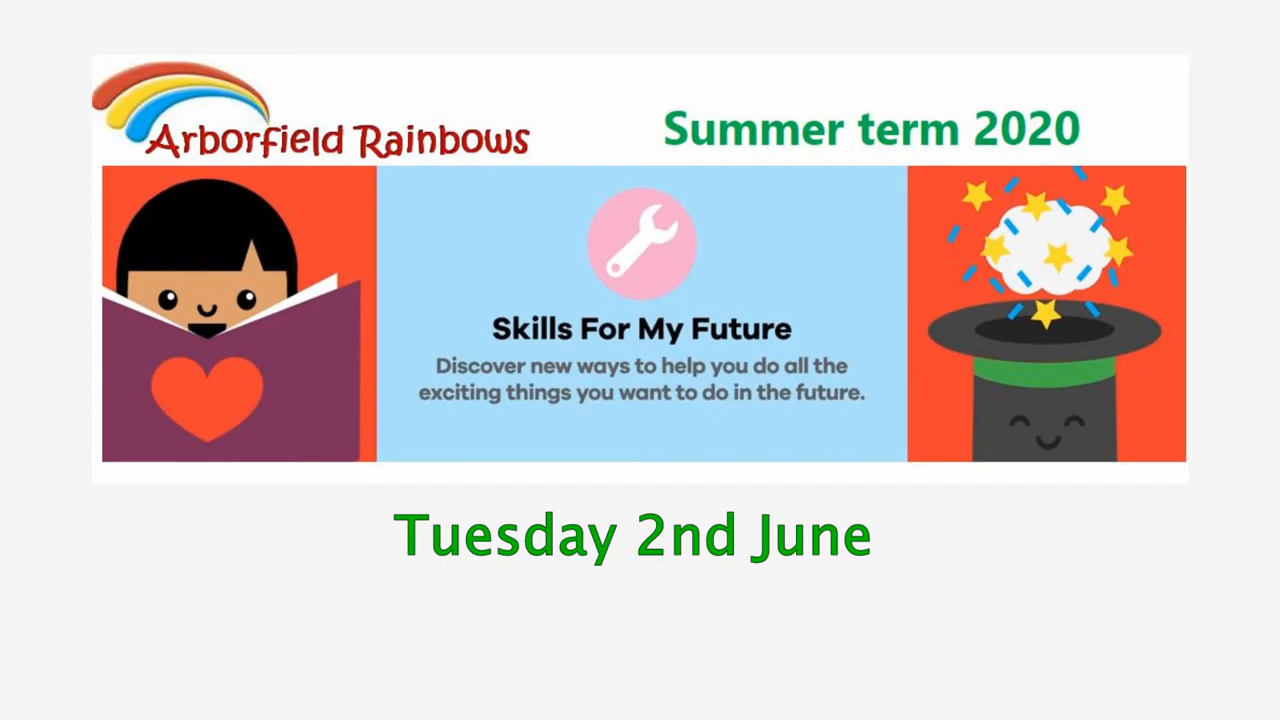 Arborfield Rainbows
Summer term 2020
Skills For My Future
Discover new ways to help you do all the
exciting things you want to do in the future.
Tuesday 2nd June